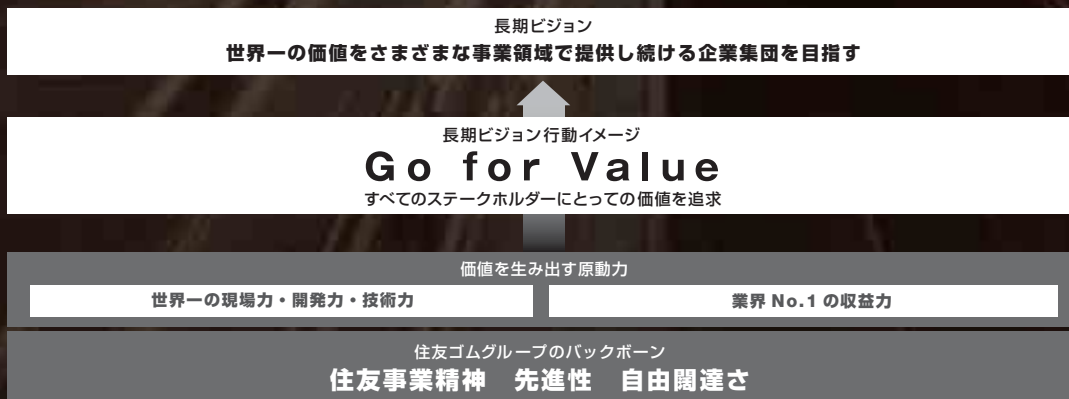 長期ビジョン
世界一の価値をさまざまな事業領域で提供し続ける企業集団を目指す
長期ビジョン行動イメージ
Go for Value
すべてのステークホルダーにとっての価値を追求
価値を生み出す原動力
世界一の現場力・開発力・技術力
業界 No.1 の収益力
住友ゴムグループのバックボーン
住友事業精神　先進性　自由闊達さ